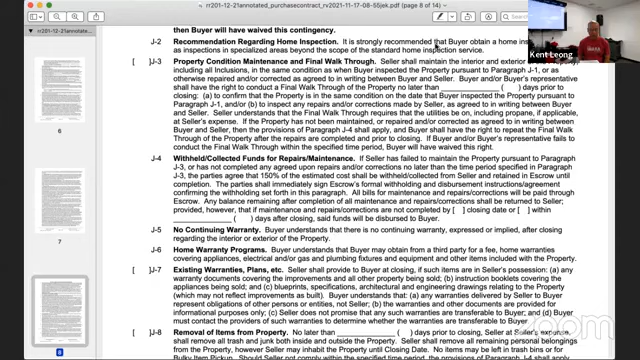 rr201-12-21annotated_purchasecontract_rv2021-11-17-08-55jek.pdf (page 8 of 14)
Kent Leong
then Buyer will have waived this contingency.
J-2 Recommendation Regarding Home Inspection. It is strongly recommended that Buyer obtain a home
as inspections in specialized areas beyond the scope of the standard home inspection service.
[ ]J-3 Property Condition Maintenance and Final Walk Through. Seller shall maintain the interior and exterior
including all Inclusions, in the same condition as when Buyer inspected the Property pursuant to Paragraph J-1, or as
otherwise repaired and/or corrected as agreed to in writing between Buyer and Seller. Buyer and/or Buyer's representative
shall have the right to conduct a Final Walk Through of the Property no later than ( ) days prior to
closing: (a) to confirm that the Property is in the same condition on the date that Buyer inspected the Property pursuant to
Paragraph J-1, and/or (b) to inspect any repairs and/or corrections made by Seller, as agreed to in writing between Buyer
and Seller. Seller understands that the Final Walk Through requires that the utilities be on, including propane, if applicable,
at Seller's expense. If the Property has not been maintained, or repaired and/or corrected as agreed to in writing between
Buyer and Seller, then the provisions of Paragraph J-4 shall apply, and Buyer shall have the right to repeat the Final Walk
Through of the Property after the repairs are completed and prior to closing. If Buyer and/or Buyer's representative fails to
conduct the Final Walk Through within the specified time period, Buyer will have waived this right.
J-4 Withheld/Collected Funds for Repairs/Maintenance. If Seller has failed to maintain the Property pursuant to Paragraph
J-3, or has not completed any agreed upon repairs and/or corrections no later than the time period specified in Paragraph
J-3, the parties agree that 150% of the estimated cost shall be withheld/collected from Seller and retained in Escrow until
completion. The parties shall immediately sign Escrow's formal withholding and disbursement instructions/agreement
confirming the withholding set forth in this paragraph. All bills for maintenance and repairs/corrections will be paid through
Escrow. Any balance remaining after completion of all maintenance and repairs/corrections shall be returned to Seller;
provided, however, that if maintenance and repairs/corrections are not completed by [ ] closing date or [ ] within
( ) days after closing, said funds will be disbursed to Buyer.
J-5 No Continuing Warranty. Buyer understands that there is no continuing warranty, expressed or implied, after closing
regarding the interior or exterior of the Property.
J-6 Home Warranty Programs. Buyer understands that Buyer may obtain from a third party for a fee, home warranties
covering appliances, electrical and/or gas and plumbing fixtures and equipment and other items included with the Property.
[ ]J-7 Existing Warranties, Plans, etc. Seller shall provide to Buyer at closing, if such items are in Seller's possession: (a) any
warranty documents covering the improvements and all other property being sold; (b) instruction booklets covering the
appliances being sold; and (c) blueprints, specifications, architectural and engineering drawings relating to the Property
(which may not reflect improvements as built). Buyer understands that: (a) any warranties delivered by Seller to Buyer
represent obligations of other persons or entities, not Seller; (b) the warranties and other documents are provided for
informational purposes only; (c) Seller does not promise that any such warranties are transferable to Buyer; and (d) Buyer
must contact the providers of such warranties to determine whether the warranties are transferable to Buyer.
[ ]J-8 Removal of Items from Property. No later than ( ) days prior to closing, at Seller's expense,
Seller shall remove all trash and junk both inside and outside the Property. Seller shall remove all remaining personal belongings
from the Property, however Seller may inhabit the Property until Closing Date. No items may be left in trash bins or for
6
7
8
zoom